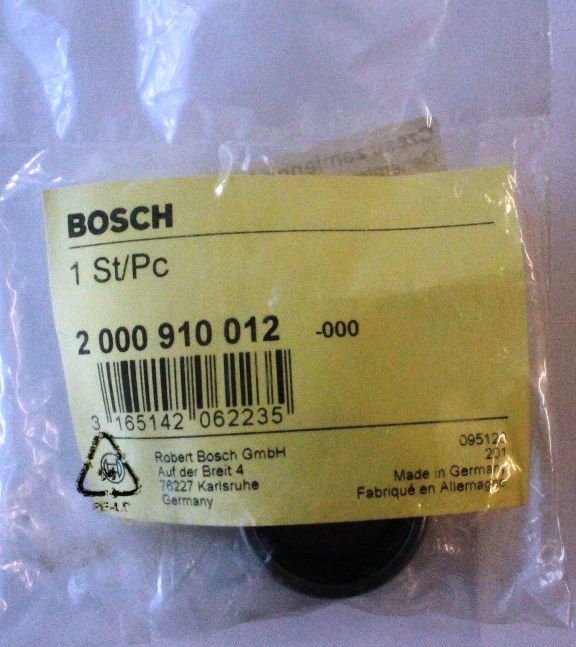 BOSCH
1 St/Pc
2 000 910 012 -000
3 165142 062235
Robert Bosch GmbH
Auf der Breit 4
76227 Karlsruhe
Germany
201
Made in Germany
Fabriqué en Allemagne